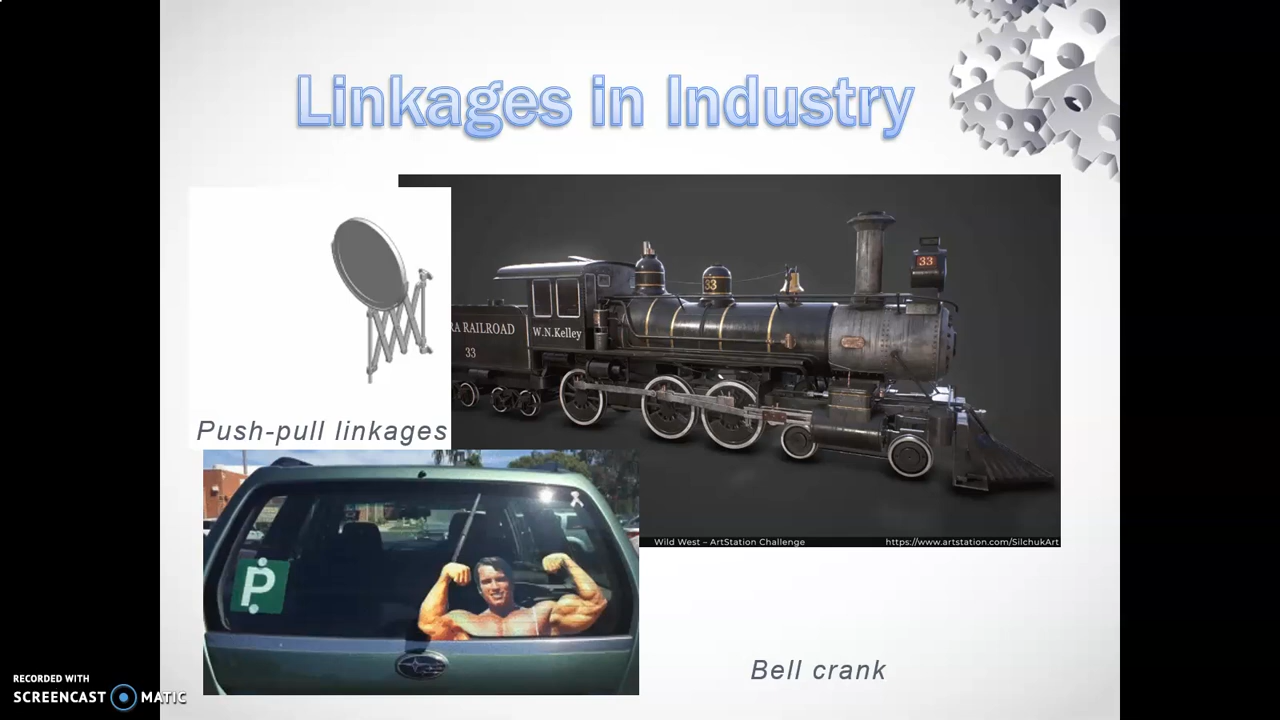 Linkages in Industry
33
33
RA RAILROAD
33
W.N.Kelley
Push-pull linkages
P
Wild West – ArtStation Challenge
https://www.artstation.com/SilchukArt
Bell crank
RECORDED WITH
SCREENCAST MATIC